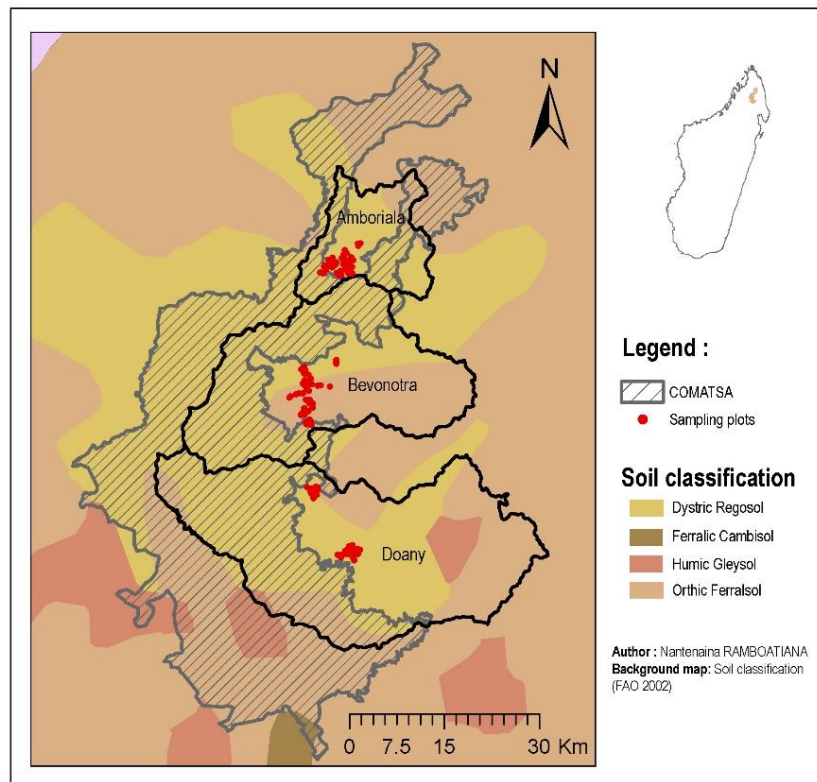 N
Amboriala
Bevonotra
Doany
0 7.5 15 30 Km
Legend :
COMATSA
Sampling plots
Soil classification
Dystric Regosol
Ferralic Cambisol
Humic Gleysol
Orthic Ferralsol
Author : Nantenaina RAMBOATIANA
Background map: Soil classification
(FAO 2002)